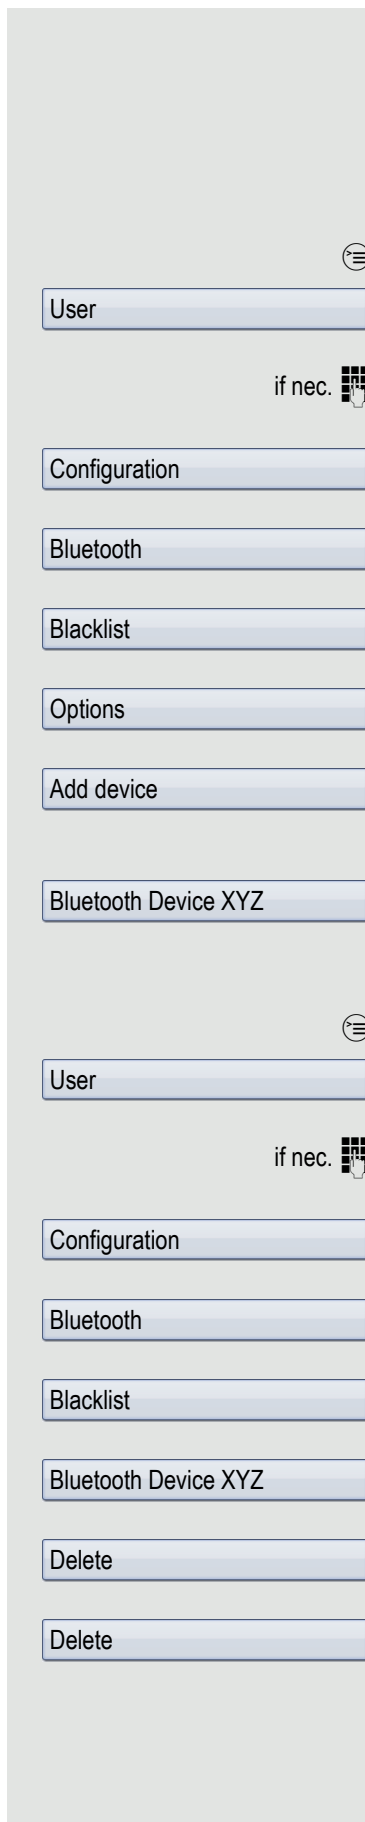 User
if nec.
Configuration
Bluetooth
Blacklist
Options
Add device
Bluetooth Device XYZ
User
if nec.
Configuration
Bluetooth
Blacklist
Bluetooth Device XYZ
Delete
Delete